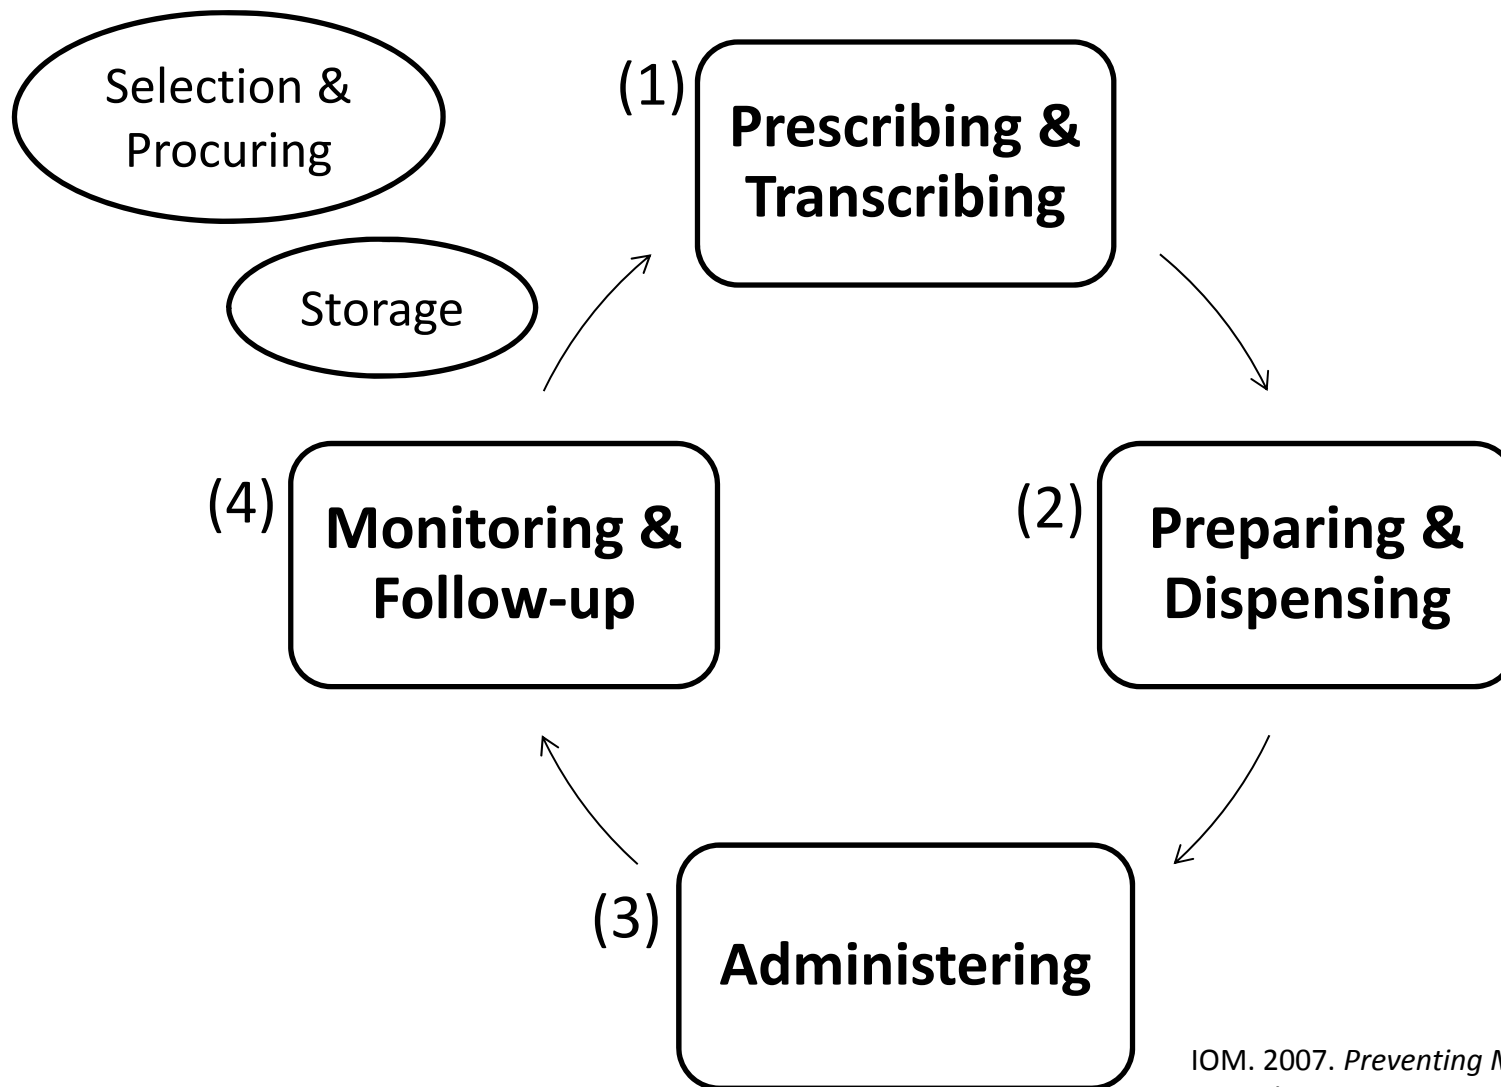 Selection &
Procuring
Storage
(1)
Prescribing &
Transcribing
(2)
Preparing &
Dispensing
(3)
Administering
(4)
Monitoring &
Follow-up
IOM. 2007. Preventing